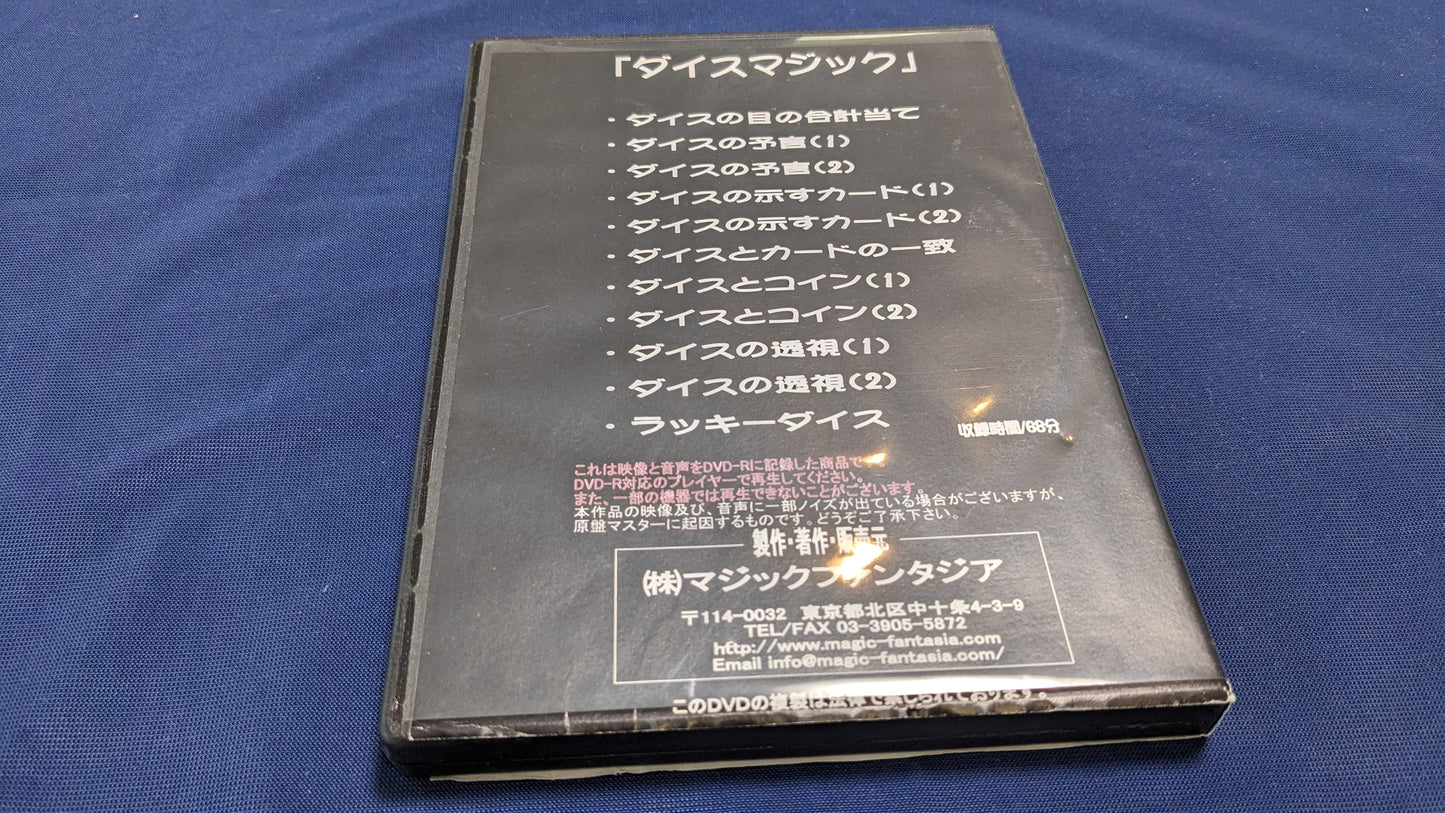 「ダイスマジック」
・ダイスの目の合計当て
・ダイスの予言(1)
・ダイスの予言(2)
・ダイスの示すカード(1)
・ダイスの示すカード(2)
・ダイスとカードの一致
・ダイスとコイン(1)
・ダイスとコイン(2)
・ダイスの透視(1)
・ダイスの透視(2)
・ラッキーダイス
収録時間/68分
これは映像と音声をDVD-Rに記録した商品です。
DVD-R対応のプレイヤーで再生してください。
また、一部の機器では再生できないことがございます。
本作品の映像及び、音声に一部ノイズが出ている場合がございますが、
原盤マスターに起因するものです。どうぞご了承下さい。
製作・著作・販売元
㈱マジックファンタジア
〒114-0032 東京都北区中十条4-3-9
TEL/FAX 03-3905-5872
http://www.magic-fantasia.com
Email info@magic-fantasia.com/
このDVDの複製は法律で禁じられております。